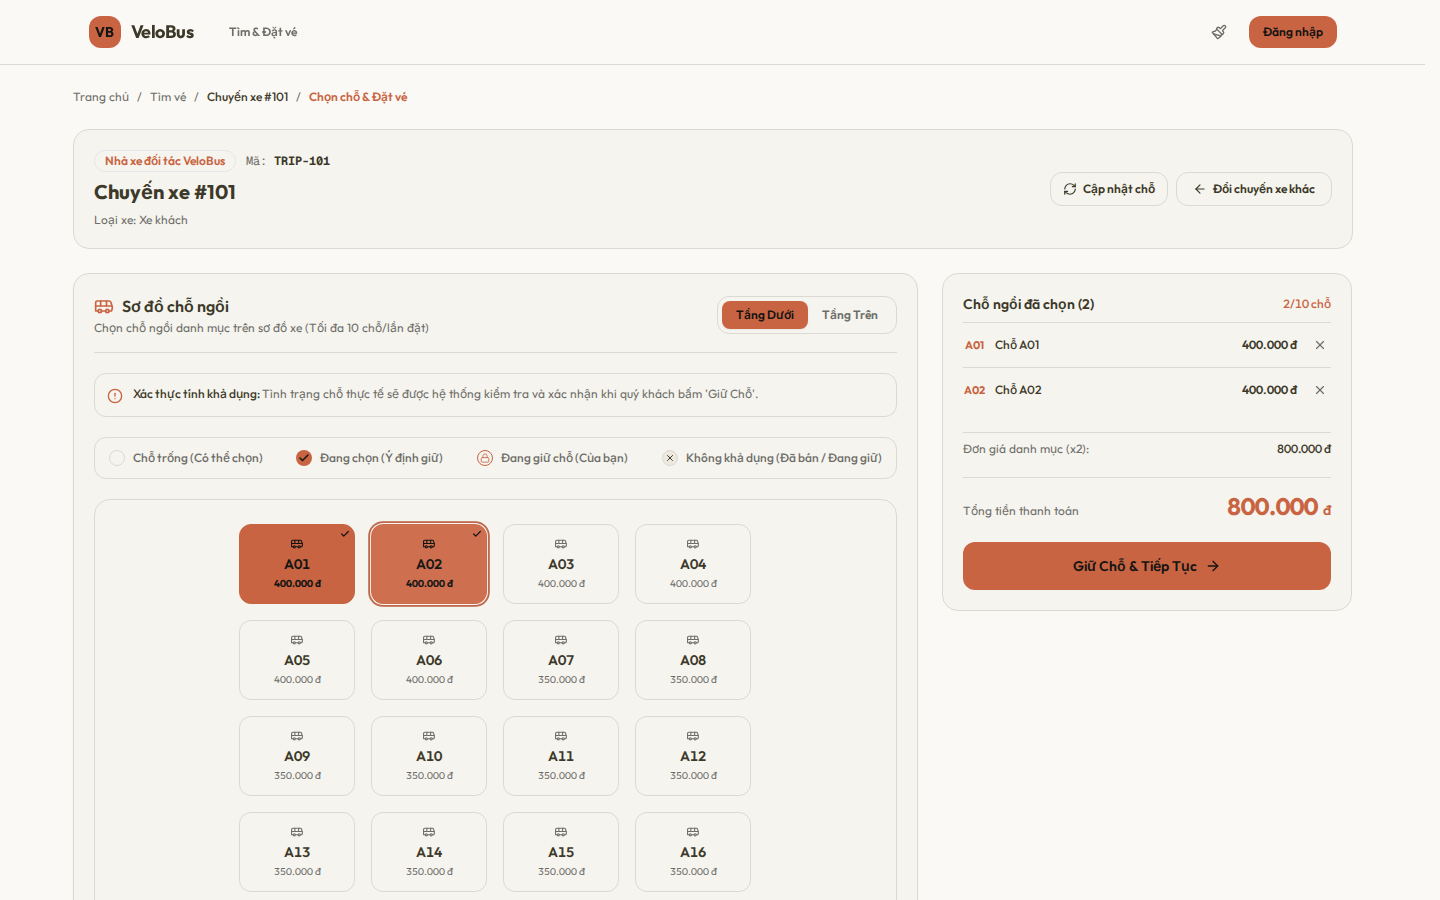 VB VeloBus Tìm & Đặt vé Đăng nhập
Trang chủ / Tìm vé / Chuyến xe #101 / Chọn chỗ & Đặt vé
Nhà xe đối tác VeloBus Mã: TRIP-101
Chuyến xe #101
Loại xe: Xe khách
Cập nhật chỗ
Đổi chuyến xe khác
Sơ đồ chỗ ngồi
Chọn chỗ ngồi danh mục trên sơ đồ xe (Tối đa 10 chỗ/lần đặt)
Tầng Dưới Tầng Trên
Xác thực tính khả dụng: Tình trạng chỗ thực tế sẽ được hệ thống kiểm tra và xác nhận khi quý khách bấm 'Giữ Chỗ'.
Chỗ trống (Có thể chọn) Đang chọn (Ý định giữ) Đang giữ chỗ (Của bạn) Không khả dụng (Đã bán / Đang giữ)
A01 A02 A03 A04
400.000 đ 400.000 đ 400.000 đ 400.000 đ
A05 A06 A07 A08
400.000 đ 400.000 đ 350.000 đ 350.000 đ
A09 A10 A11 A12
350.000 đ 350.000 đ 350.000 đ 350.000 đ
A13 A14 A15 A16
350.000 đ 350.000 đ 350.000 đ 350.000 đ
Chỗ ngồi đã chọn (2) 2/10 chỗ
A01 Chỗ A01 400.000 đ
A02 Chỗ A02 400.000 đ
Đơn giá danh mục (x2): 800.000 đ
Tổng tiền thanh toán 800.000 đ
Giữ Chỗ & Tiếp Tục